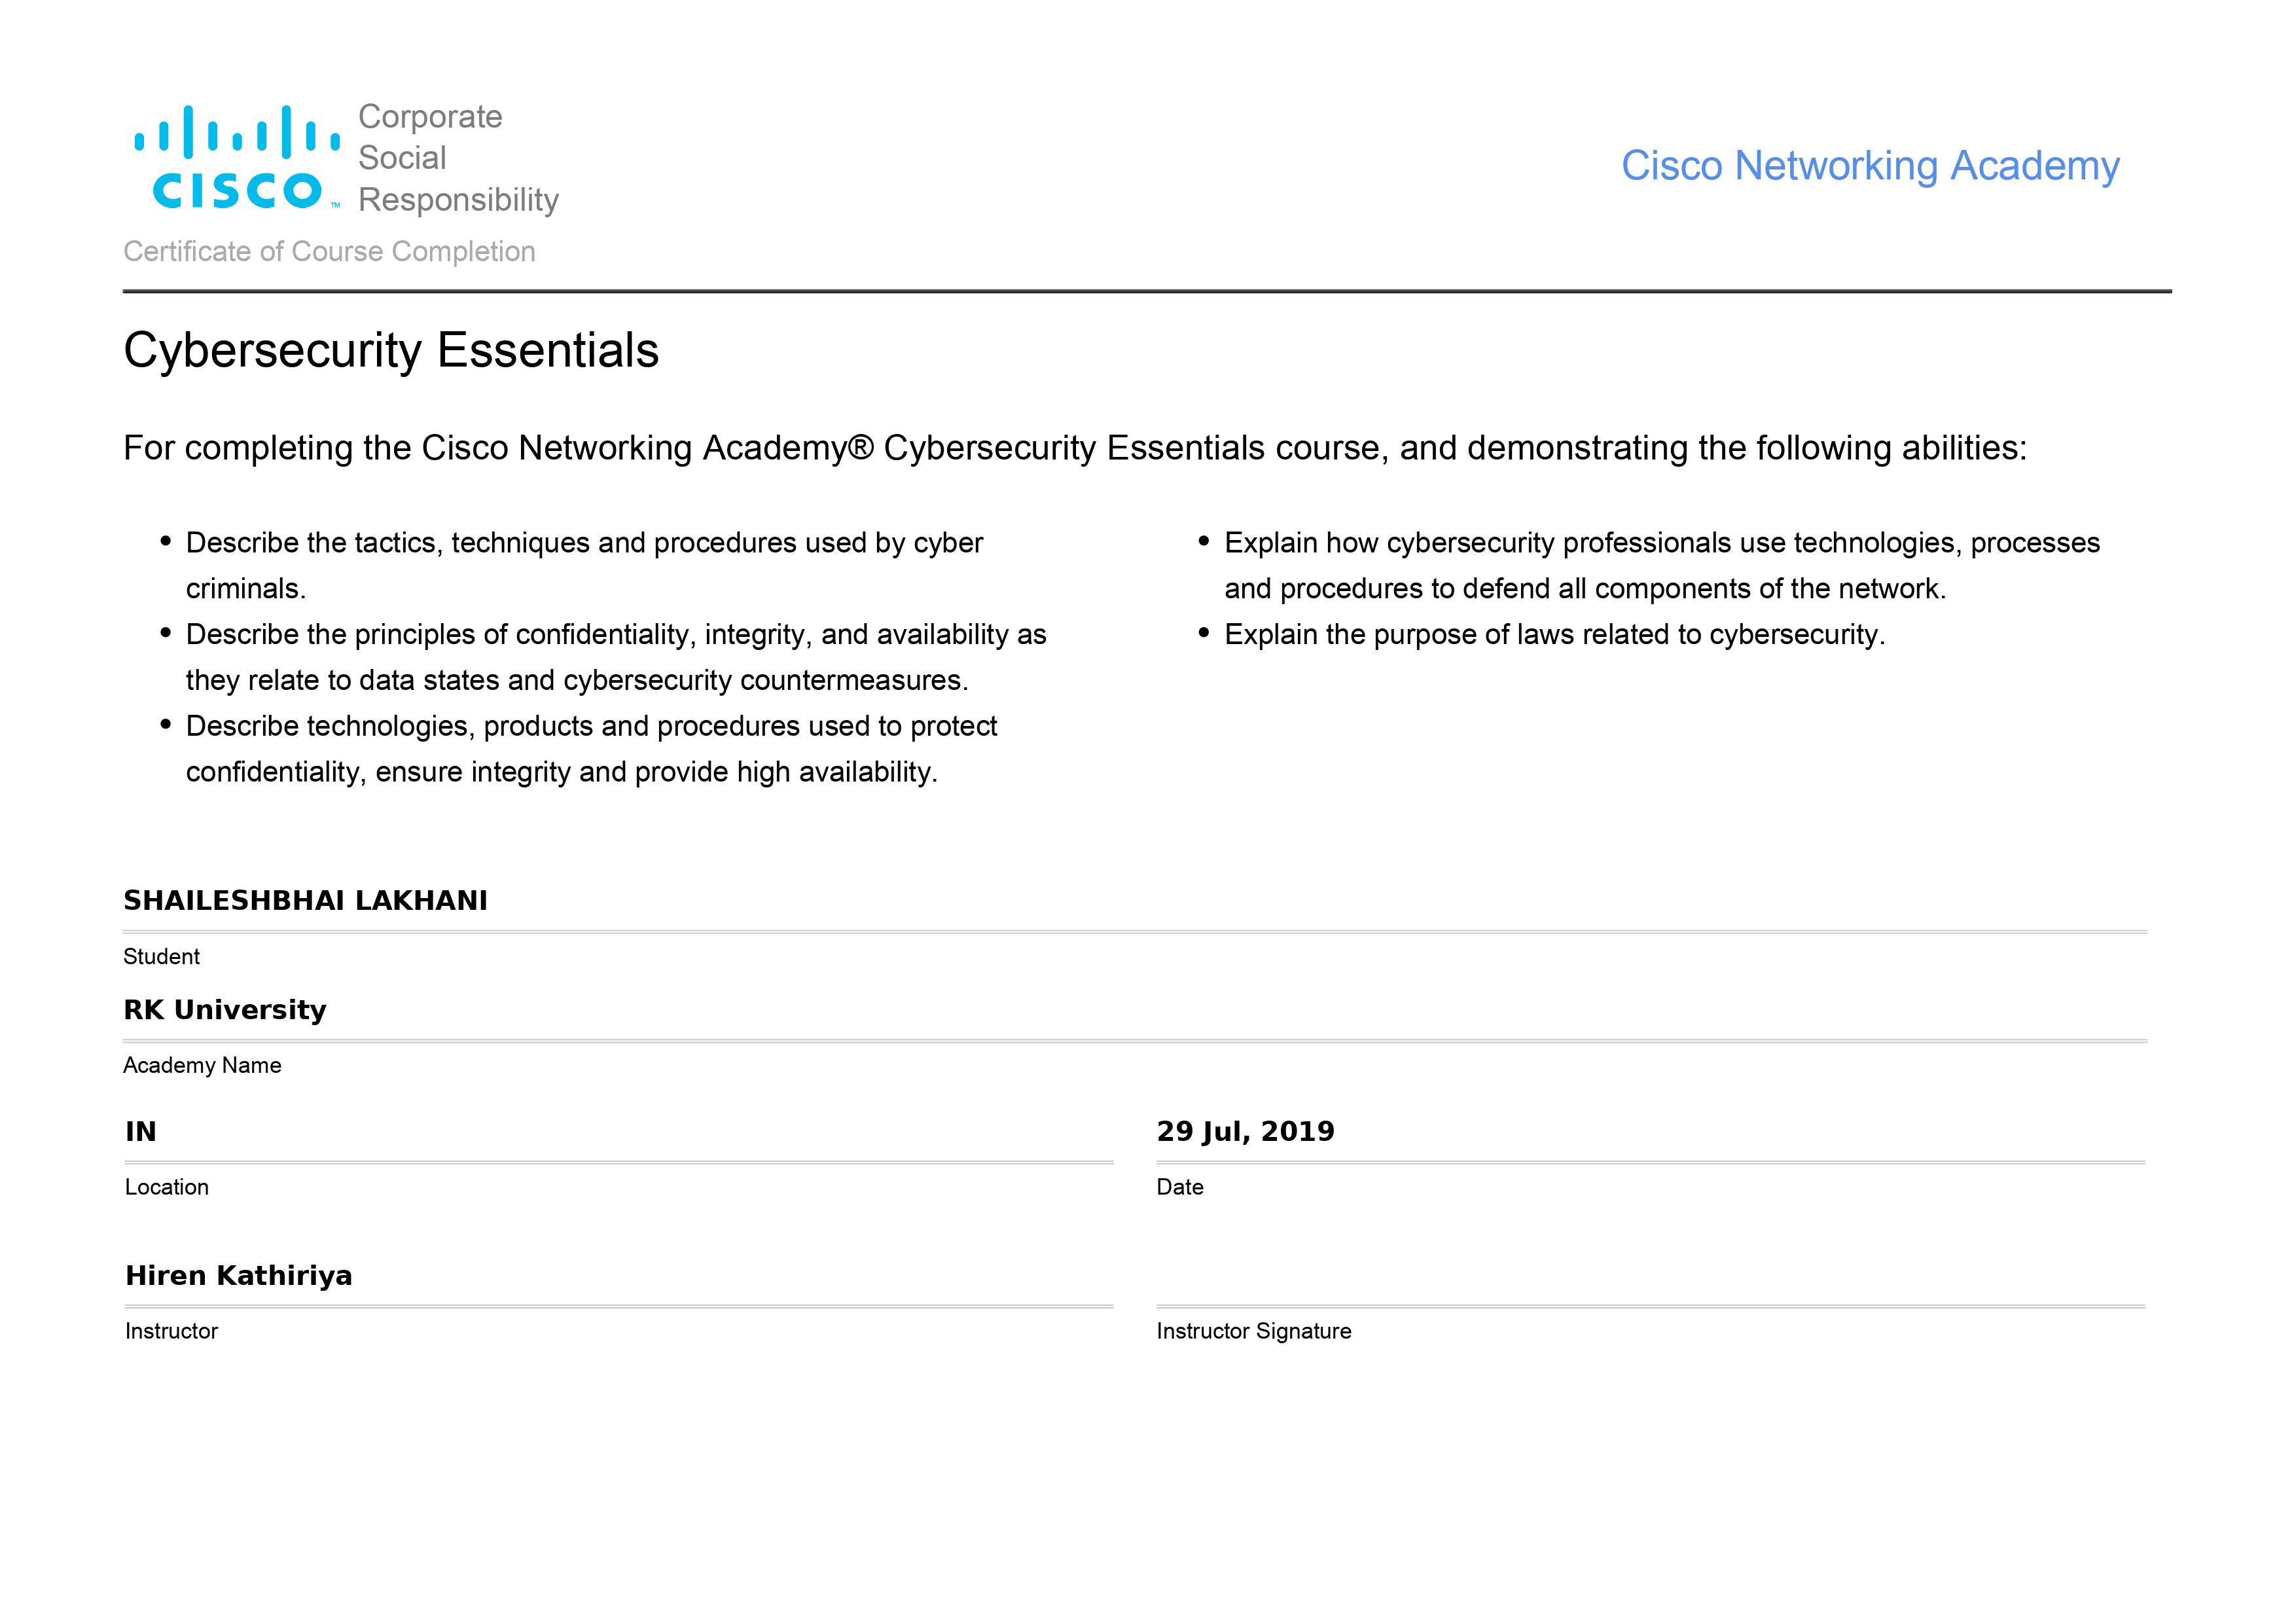 Corporate
Social
Responsibility
CISCO™
Cisco Networking Academy
Certificate of Course Completion
Cybersecurity Essentials
For completing the Cisco Networking Academy® Cybersecurity Essentials course, and demonstrating the following abilities:
• Describe the tactics, techniques and procedures used by cyber
criminals.
• Describe the principles of confidentiality, integrity, and availability as
they relate to data states and cybersecurity countermeasures.
• Describe technologies, products and procedures used to protect
confidentiality, ensure integrity and provide high availability.
• Explain how cybersecurity professionals use technologies, processes
and procedures to defend all components of the network.
• Explain the purpose of laws related to cybersecurity.
SHAILESHBHAI LAKHANI
Student
RK University
Academy Name
IN
Location
29 Jul, 2019
Date
Hiren Kathiriya
Instructor
Instructor Signature